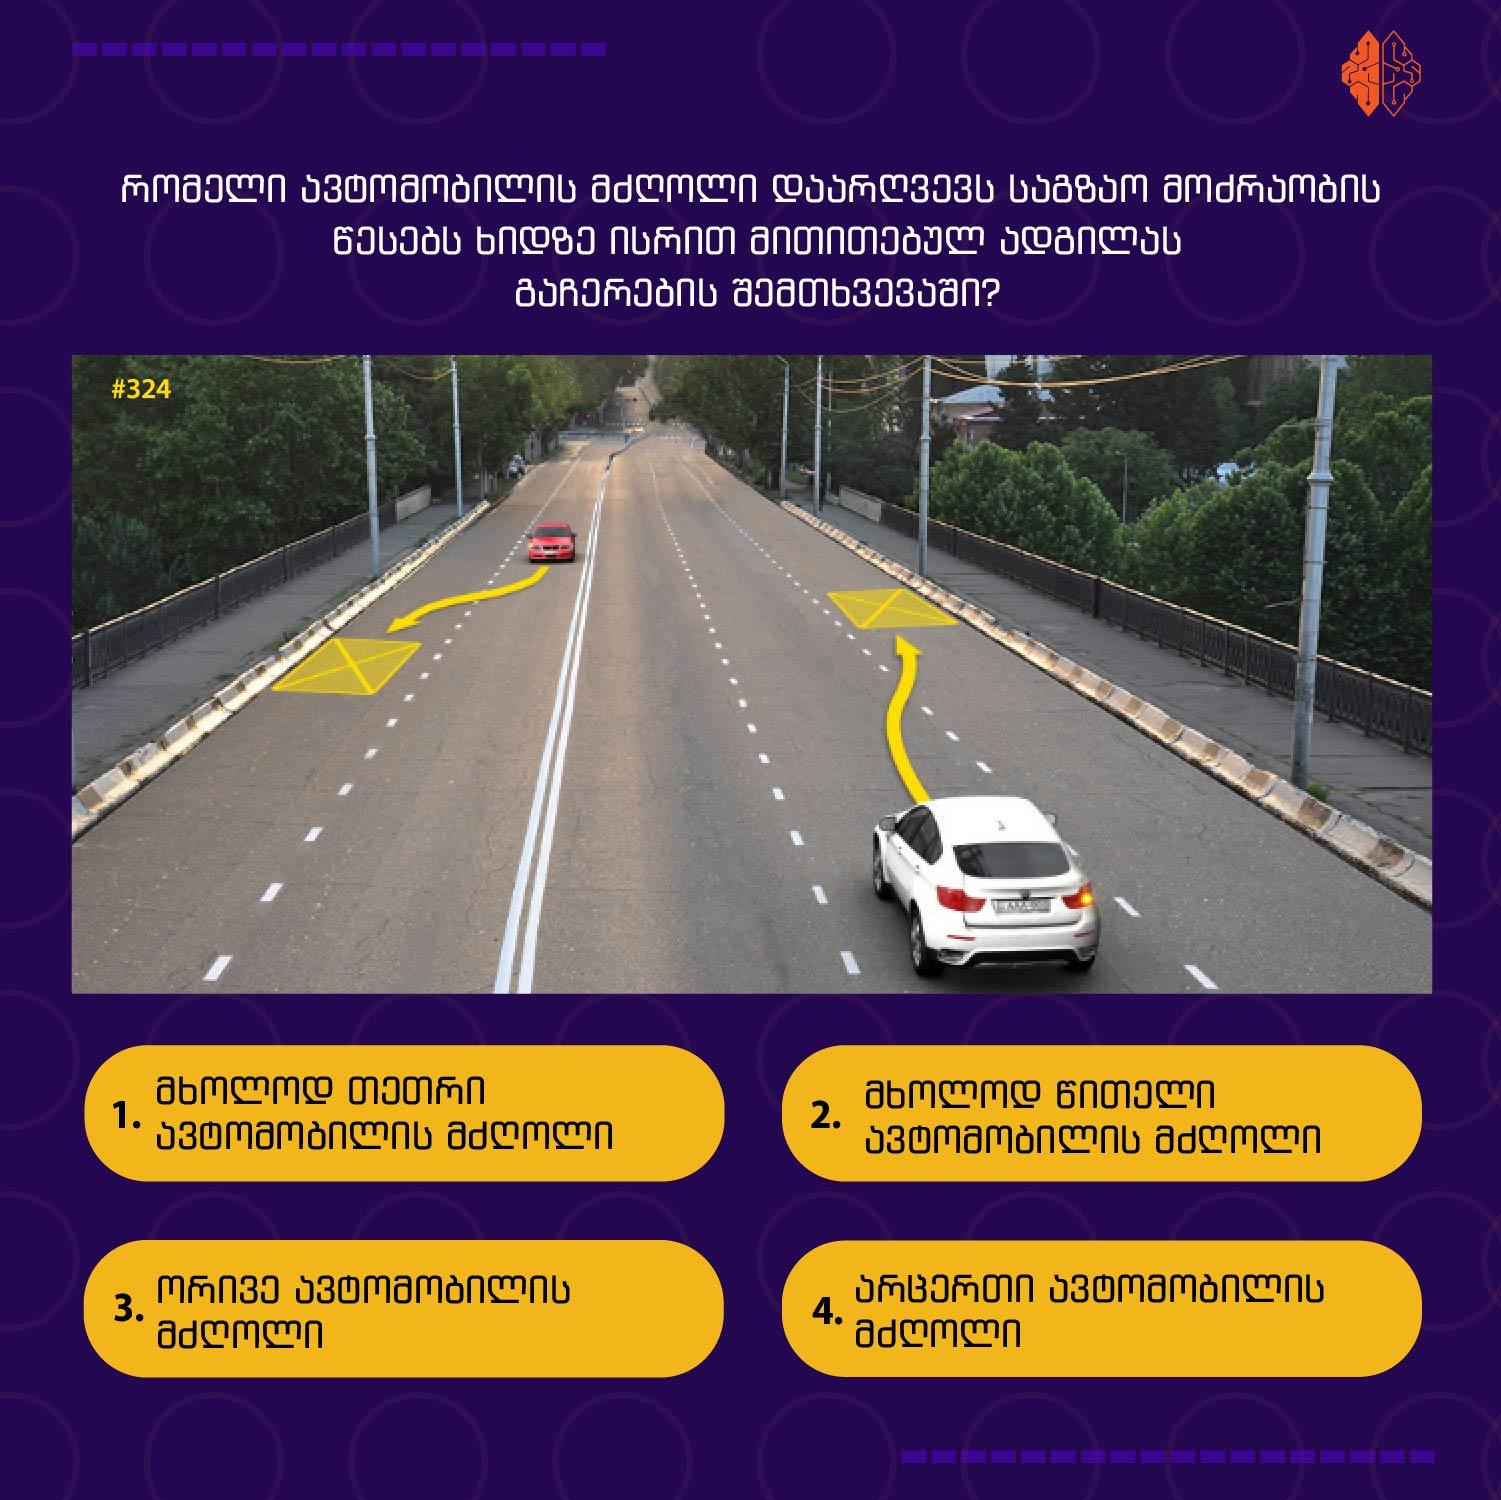 რომელი ავტომობილის მძღოლი დაარღვევს საგზაო მოძრაობის
წესებს ხიდზე ისრით მითითებულ ადგილას
გაჩერების შემთხვევაში?
#324
1. მხოლოდ თეთრი
ავტომობილის მძღოლი
2. მხოლოდ წითელი
ავტომობილის მძღოლი
3. ორივე ავტომობილის
მძღოლი
4. არცერთი ავტომობილის
მძღოლი